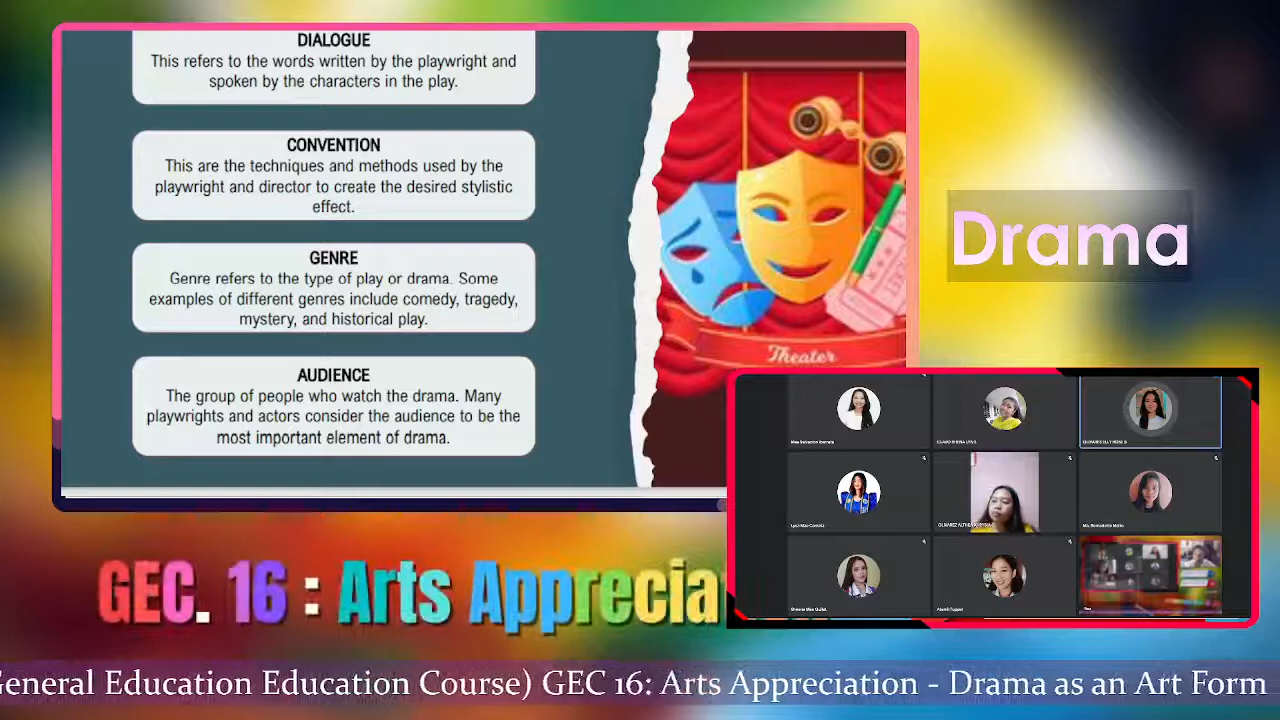 DIALOGUE
This refers to the words written by the playwright and
spoken by the characters in the play.
CONVENTION
This are the techniques and methods used by the
playwright and director to create the desired stylistic
effect.
GENRE
Genre refers to the type of play or drama. Some
examples of different genres include comedy, tragedy,
mystery, and historical play.
AUDIENCE
The group of people who watch the drama. Many
playwrights and actors consider the audience to be the
most important element of drama.
Theater
Drama
GEC. 16 : Arts Apprecia
General Education Education Course) GEC 16: Arts Appreciation - Drama as an Art Form